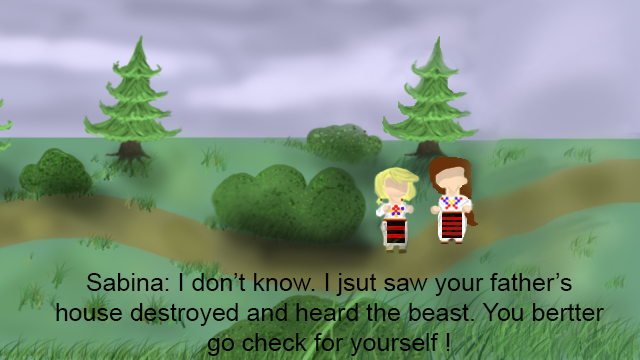 Sabina: I don't know. I jsut saw your father's
house destroyed and heard the beast. You bertter
go check for yourself !